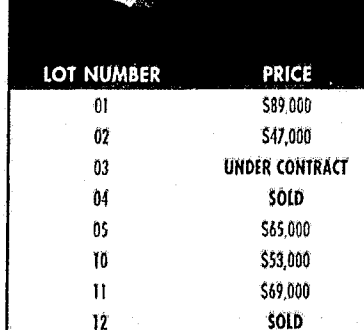 LOT NUMBER PRICE
01 $89,000
02 $47,000
03 UNDER CONTRACT
04 SOLD
05 $65,000
10 $53,000
11 $69,000
12 SOLD